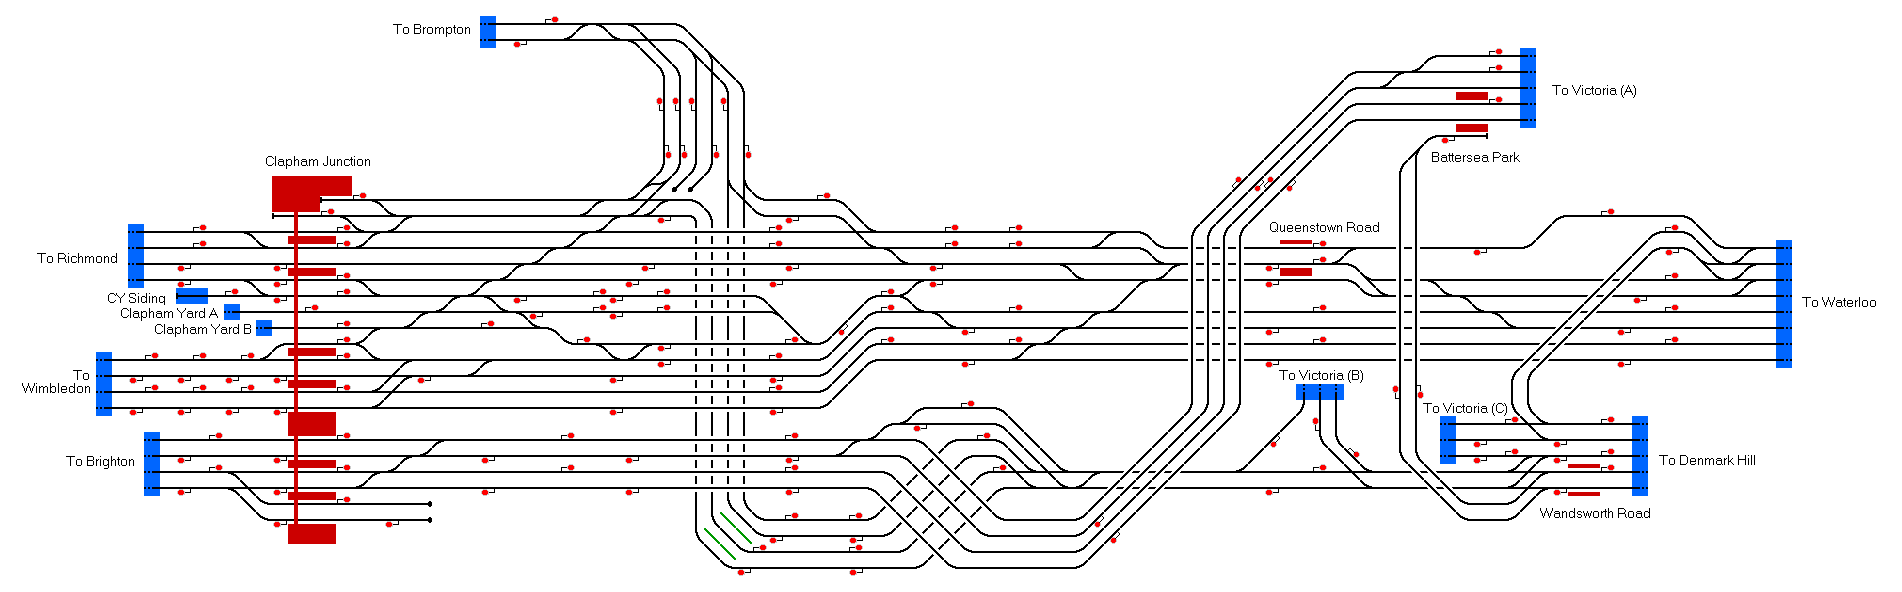 To Brompton
To Victoria (A)
Battersea Park
Clapham Junction
Queenstown Road
To Richmond
CY Siding
Clapham Yard A
Clapham Yard B
To Waterloo
To
Wimbledon
To Victoria (B)
To Victoria (C)
To Brighton
To Denmark Hill
Wandsworth Road